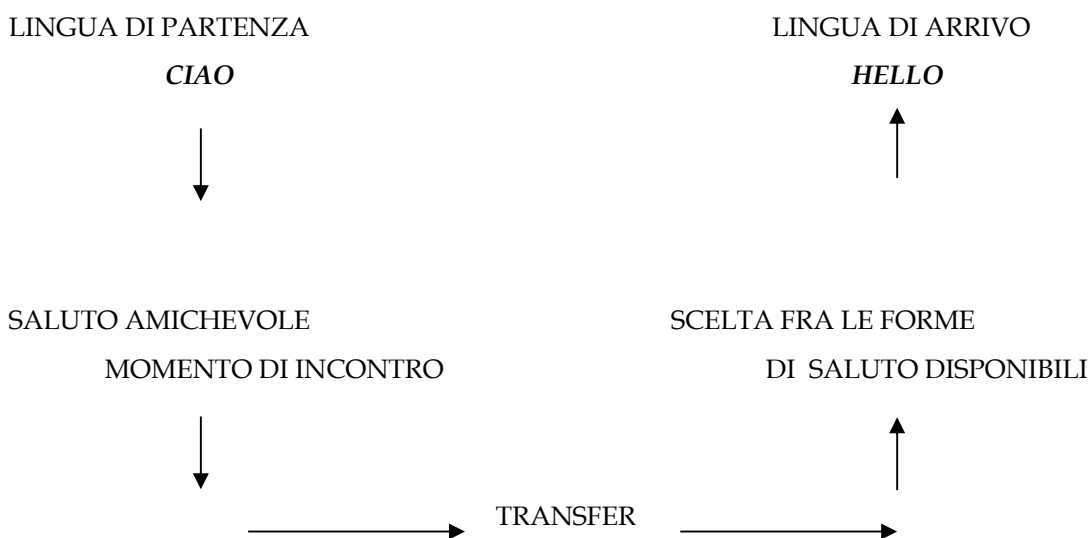 LINGUA DI PARTENZA
CIAO
SALUTO AMICHEVOLE
MOMENTO DI INCONTRO
TRANSFER
SCELTA FRA LE FORME
DI SALUTO DISPONIBILI
LINGUA DI ARRIVO
HELLO